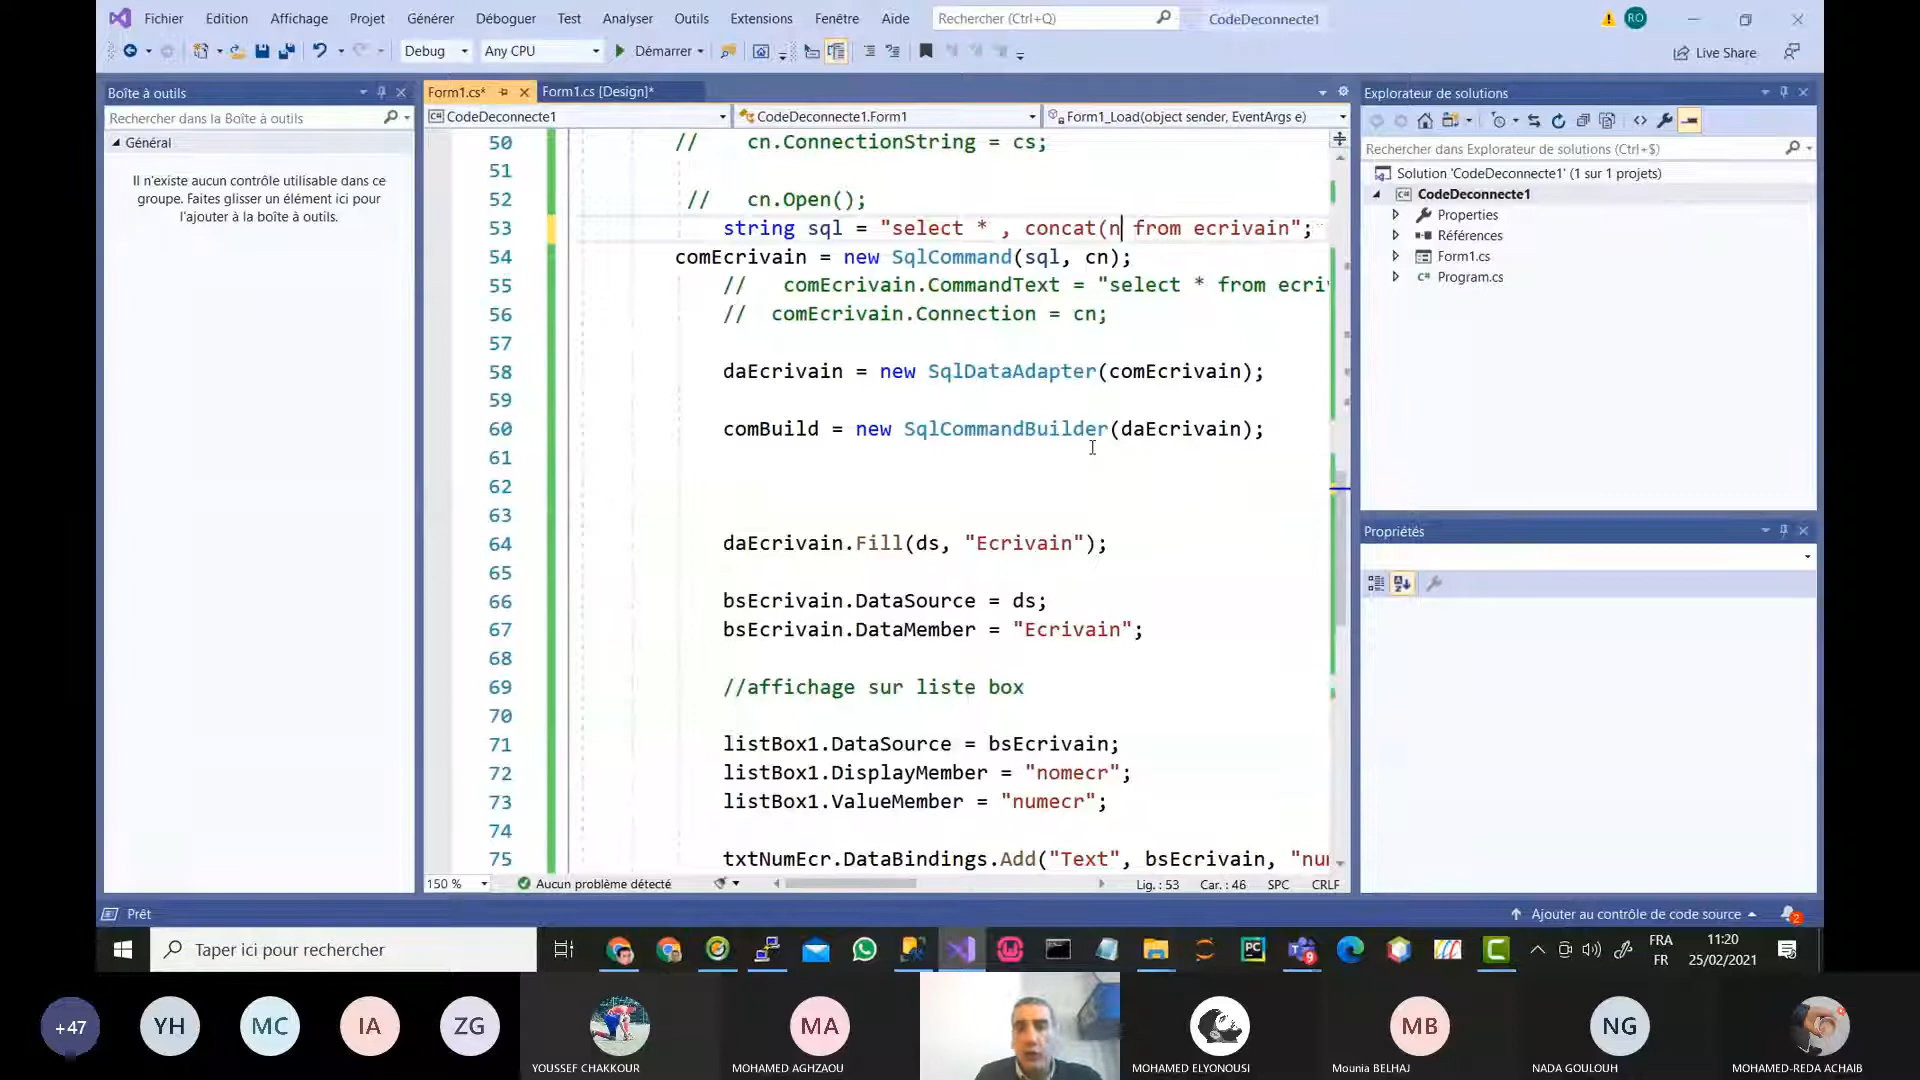 Fichier Edition Affichage Projet Générer Déboguer Test Analyser Outils Extensions Fenêtre Aide Rechercher (Ctrl+Q) CodeDeconnecte1 RO
Debug Any CPU Démarrer Live Share
Boîte à outils
Rechercher dans la Boîte à outils
Général
Il n'existe aucun contrôle utilisable dans ce
groupe. Faites glisser un élément ici pour
l'ajouter à la boîte à outils.
Form1.cs* Form1.cs [Design]*
CodeDeconnecte1 CodeDeconnecte1.Form1 Form1_Load(object sender, EventArgs e)
50 // cn.ConnectionString = cs;
51
52 // cn.Open();
53 string sql = "select * , concat(n from ecrivain";
54 comEcrivain = new SqlCommand(sql, cn);
55 // comEcrivain.CommandText = "select * from ecri
56 // comEcrivain.Connection = cn;
57
58 daEcrivain = new SqlDataAdapter(comEcrivain);
59
60 comBuild = new SqlCommandBuilder(daEcrivain);
61
62
63
64 daEcrivain.Fill(ds, "Ecrivain");
65
66 bsEcrivain.DataSource = ds;
67 bsEcrivain.DataMember = "Ecrivain";
68
69 //affichage sur liste box
70
71 listBox1.DataSource = bsEcrivain;
72 listBox1.DisplayMember = "nomecr";
73 listBox1.ValueMember = "numecr";
74
75 txtNumEcr.DataBindings.Add("Text", bsEcrivain, "nu
150 % Aucun problème détecté Lig. : 53 Car. : 46 SPC CRLF
Explorateur de solutions
Rechercher dans Explorateur de solutions (Ctrl+$)
Solution 'CodeDeconnecte1' (1 sur 1 projets)
CodeDeconnecte1
Properties
Références
Form1.cs
Program.cs
Propriétés
Prêt Ajouter au contrôle de code source 2
Taper ici pour rechercher
PC
9
FRA
FR
11:20
25/02/2021
+47 YH MC IA ZG MA MB NG
YOUSSEF CHAKKOUR MOHAMED AGHZAOU MOHAMED ELYONOUSI Mounia BELHAJ NADA GOULOUH MOHAMED-REDA ACHAIB